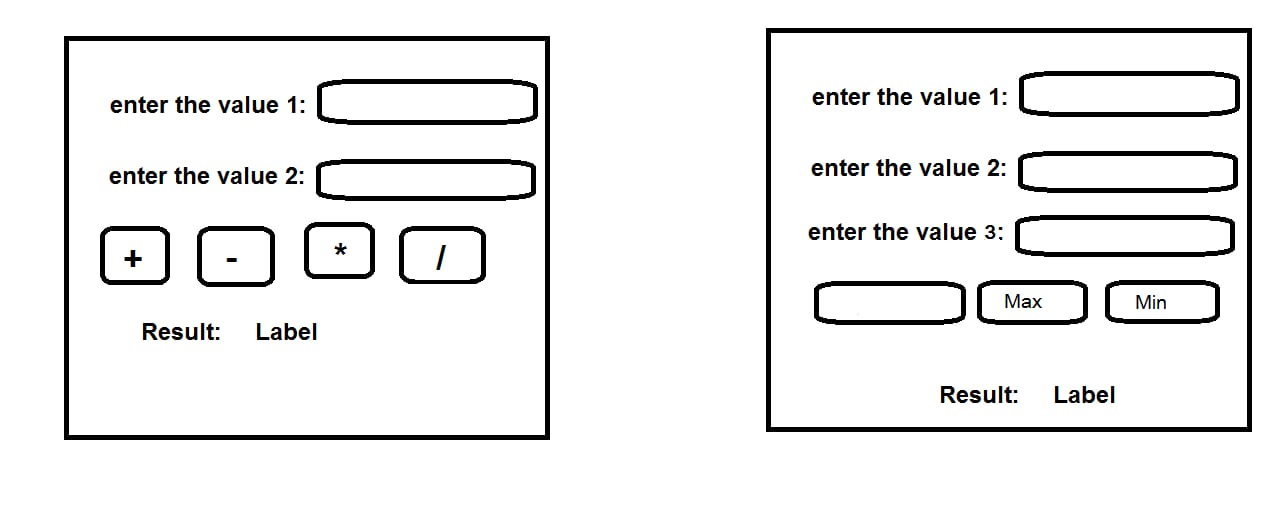 enter the value 1:
enter the value 2:
+ - * /
Result: Label
enter the value 1:
enter the value 2:
enter the value 3:
Max Min
Result: Label